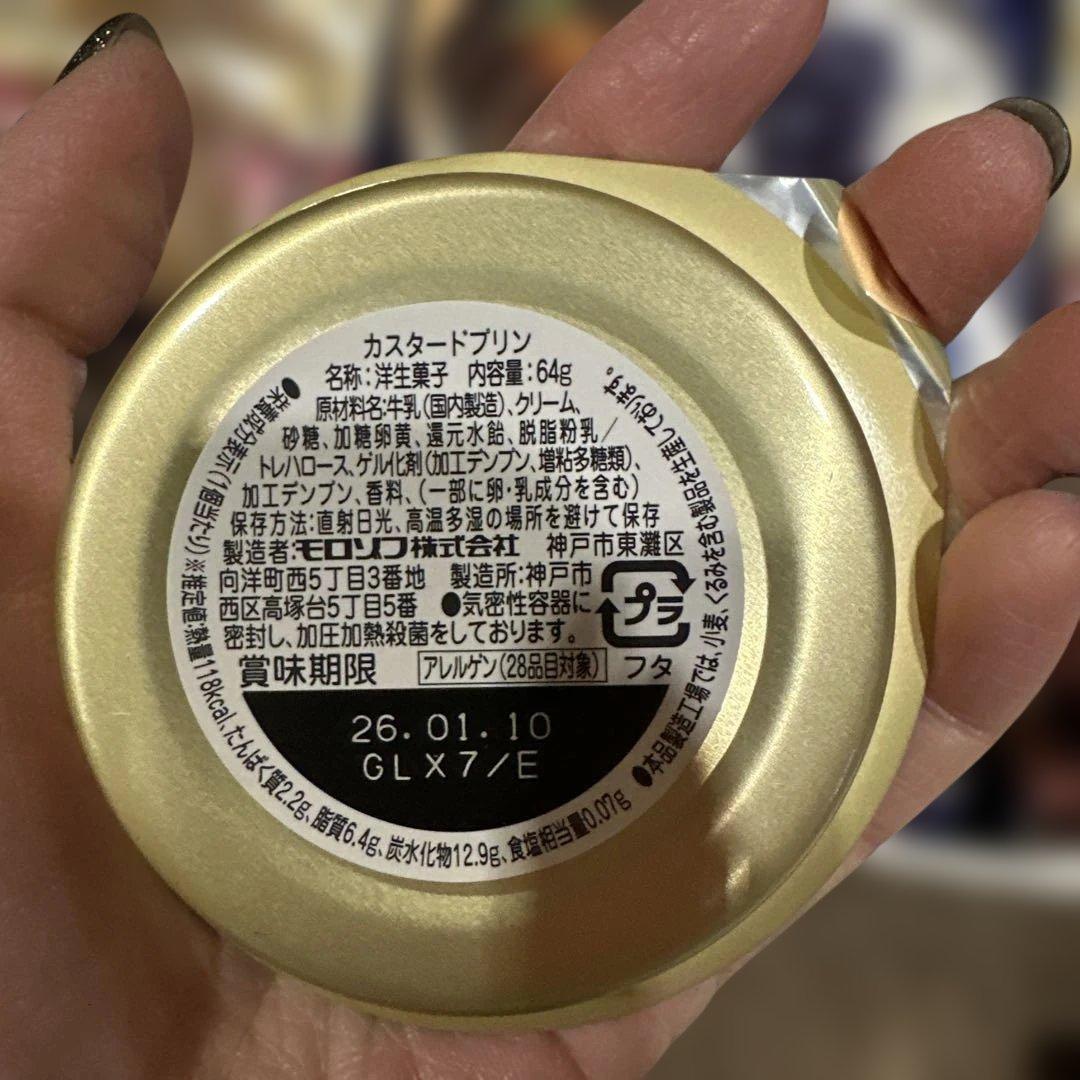 カスタードプリン
名称:洋生菓子 内容量:64g
原材料名:牛乳(国内製造)、クリーム、
砂糖、加糖卵黄、還元水飴、脱脂粉乳/
トレハロース、ゲル化剤(加工デンプン、増粘多糖類)、
加工デンプン、香料、(一部に卵・乳成分を含む)
保存方法:直射日光、高温多湿の場所を避けて保存
製造者:モロゾフ株式会社 神戸市東灘区
向洋町西5丁目3番地 製造所:神戸市
西区高塚台5丁目5番 ●気密性容器に
密封し、加圧加熱殺菌をしております。
プラ
賞味期限 アレルゲン(28品目対象) フタ
26.01.10
GLX7/E
●栄養成分表示(1個当たり)※推定値:熱量118kcal、たんぱく質2.2g、脂質6.4g、炭水化物12.9g、食塩相当量0.07g
●本品製造工場では、小麦、くるみを含む製品を生産しております。